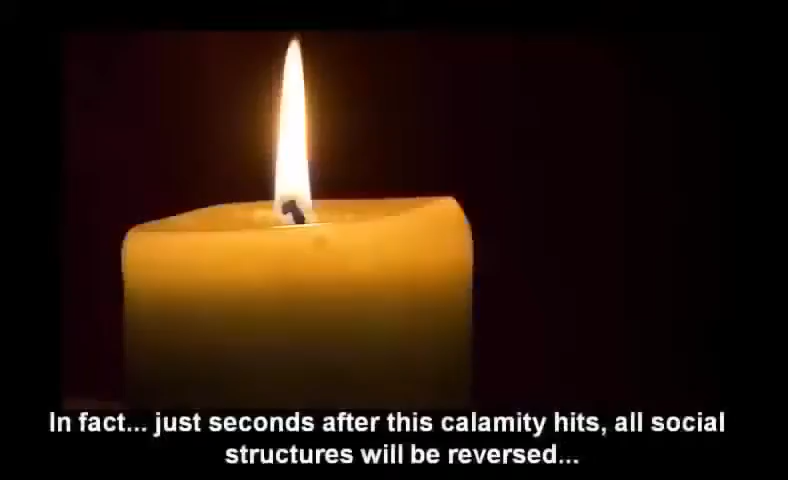 In fact... just seconds after this calamity hits, all social
structures will be reversed...